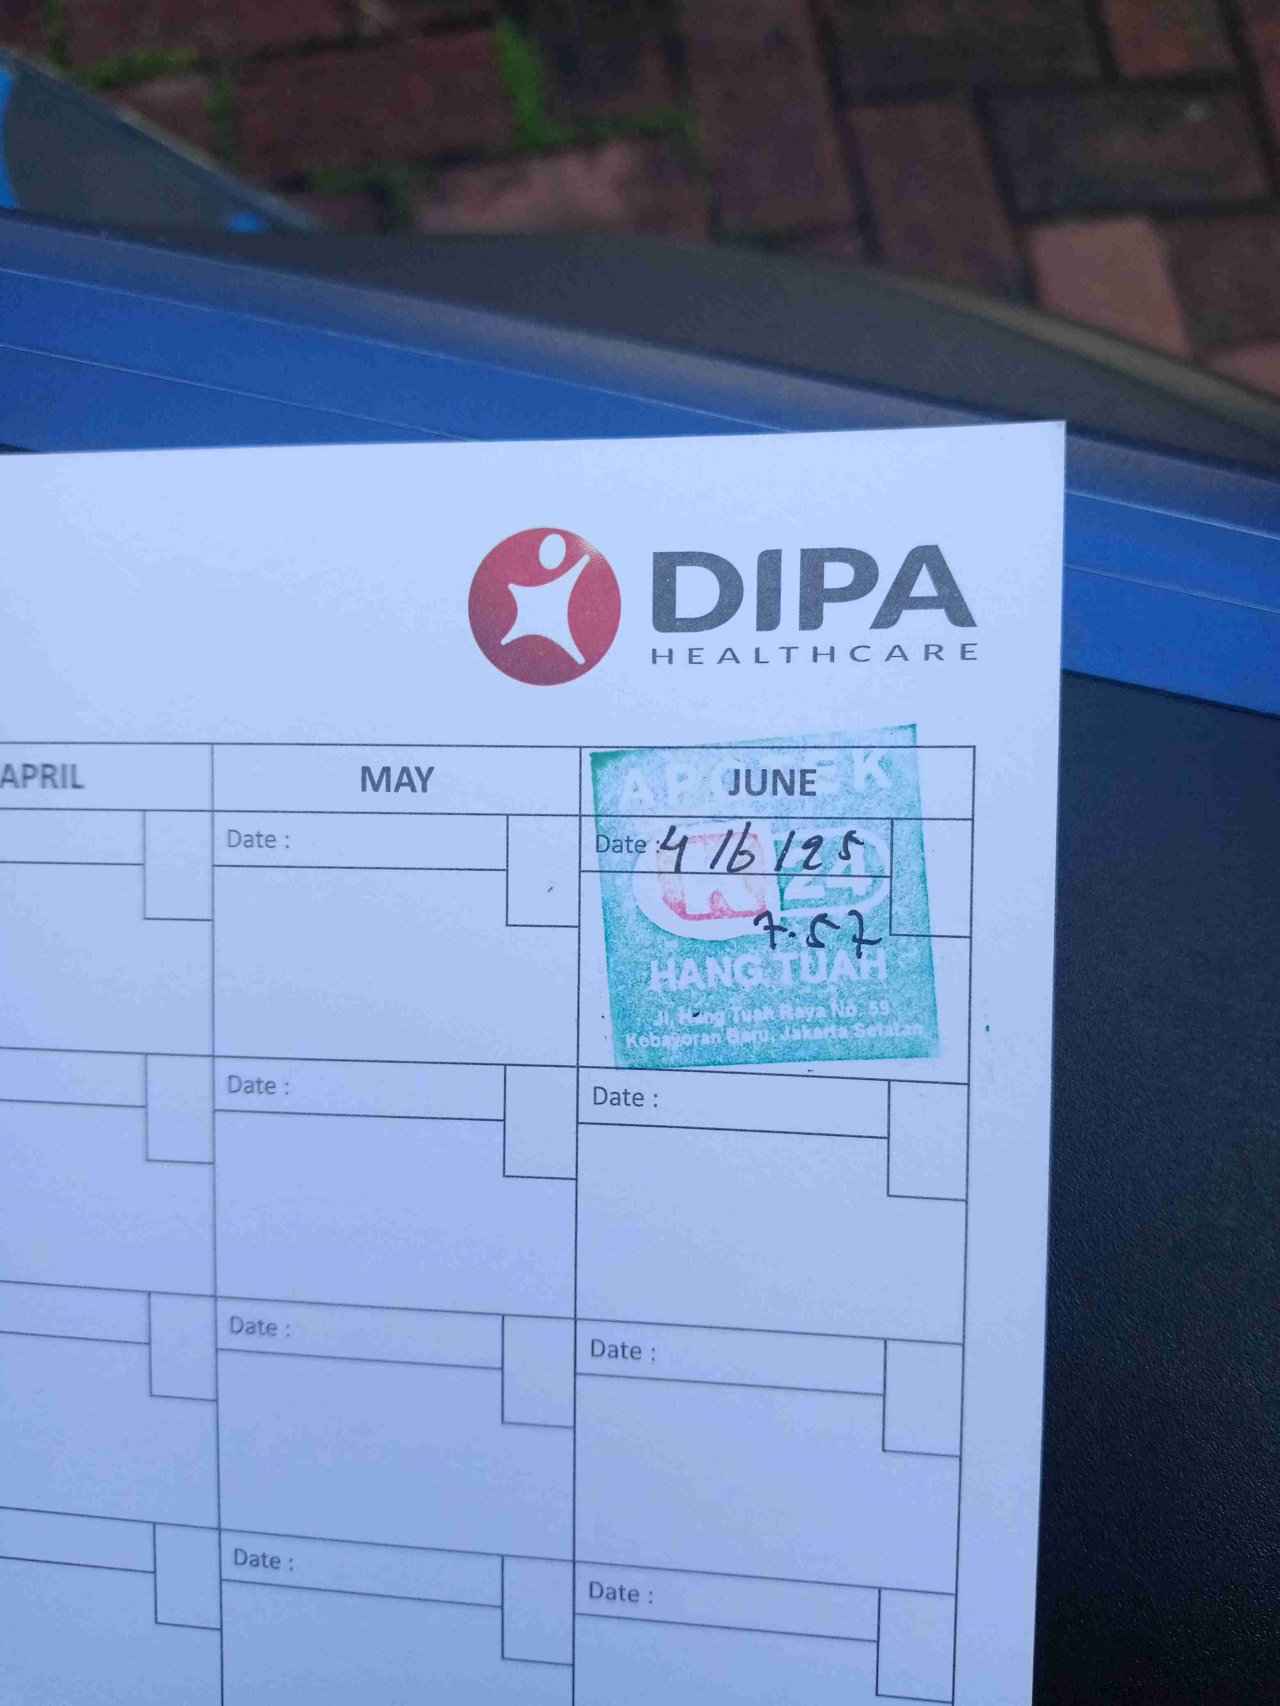 DIPA
HEALTHCARE
APRIL
MAY
JUNE
APOTEK
Date :
Date : 4/6/25
K 24
7.57
HANG TUAH
Jl. Hang Tuah Raya No. 59
Kebayoran Baru, Jakarta Selatan
Date :
Date :
Date :
Date :
Date :
Date :